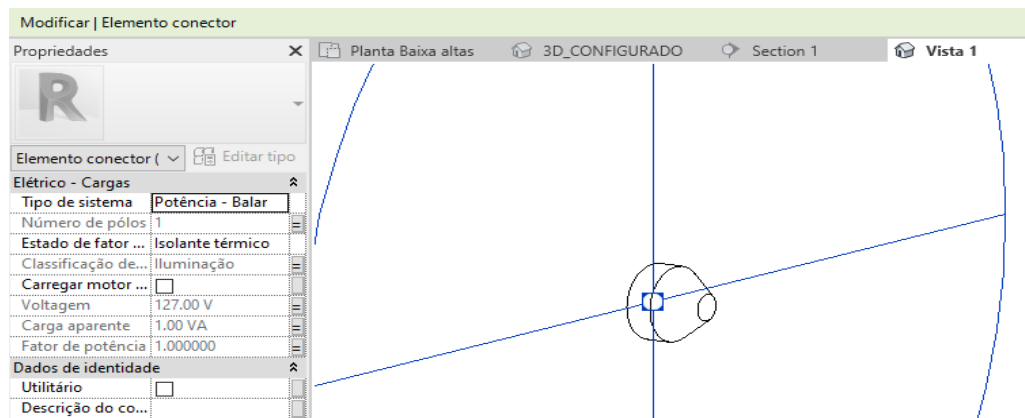 Modificar | Elemento conector
Propriedades
Planta Baixa altas
3D_CONFIGURADO
Section 1
Vista 1
R
Elemento conector (
Editar tipo
Elétrico - Cargas
Tipo de sistema Potência - Balar
Número de pólos 1 =
Estado de fator ... Isolante térmico
Classificação de... Iluminação =
Carregar motor ...
Voltagem 127.00 V =
Carga aparente 1.00 VA =
Fator de potência 1.000000 =
Dados de identidade
Utilitário
Descrição do co...